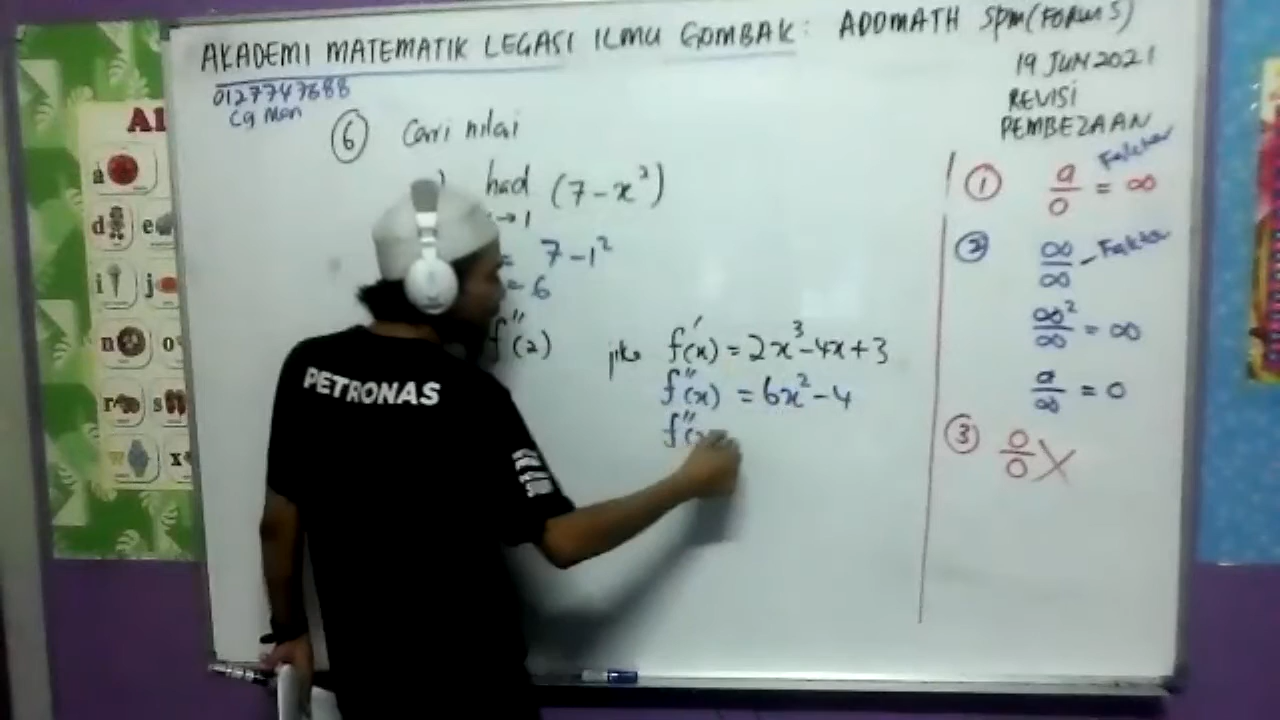 AKADEMI MATEMATIK LEGASI ILMU GOMBAK: ADDMATH SPM (FORM 5)
0127747688
Cg Man
19 JUN 2021
REVISI
PEMBEZAAN
⑥ Cari nilai
had (7-x²)
→1
= 7-1²
= 6
f''(2) jika f'(x) = 2x³-4x+3
f''(x) = 6x²-4
f''(
① a/0 = ∞ Faktor
② ∞/∞ - Faktor
∞²/∞ = ∞
a/∞ = 0
③ 0/0 X
PETRONAS
A1
a
d e
i j
n o
r s
w x